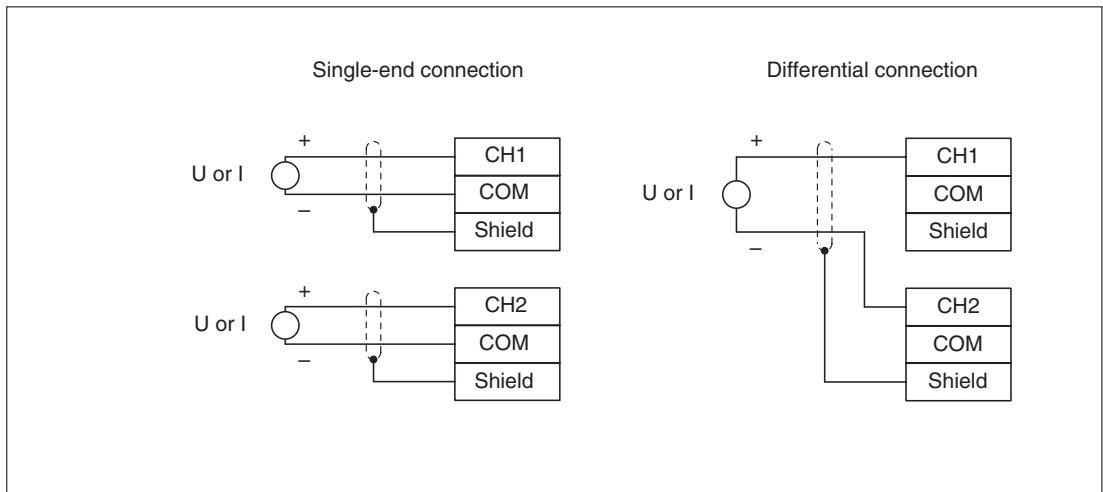 Single-end connection
+
U or I
–
CH1
COM
Shield
+
U or I
–
CH2
COM
Shield
Differential connection
+
U or I
–
CH1
COM
Shield
CH2
COM
Shield